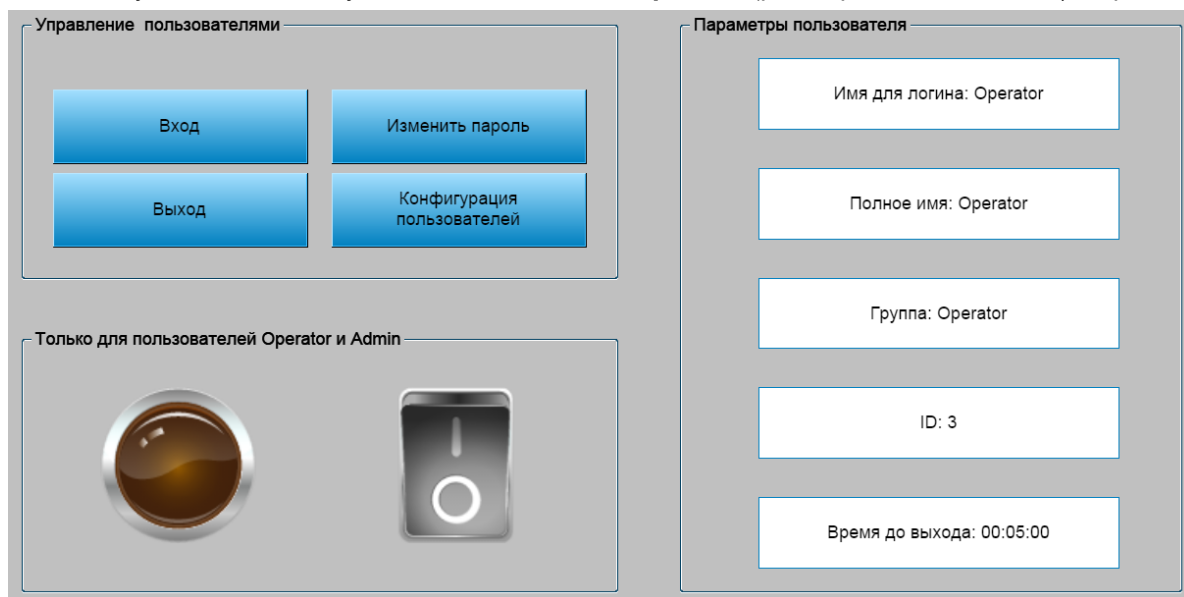 Управление пользователями
Вход
Изменить пароль
Выход
Конфигурация
пользователей
Только для пользователей Operator и Admin
Параметры пользователя
Имя для логина: Operator
Полное имя: Operator
Группа: Operator
ID: 3
Время до выхода: 00:05:00